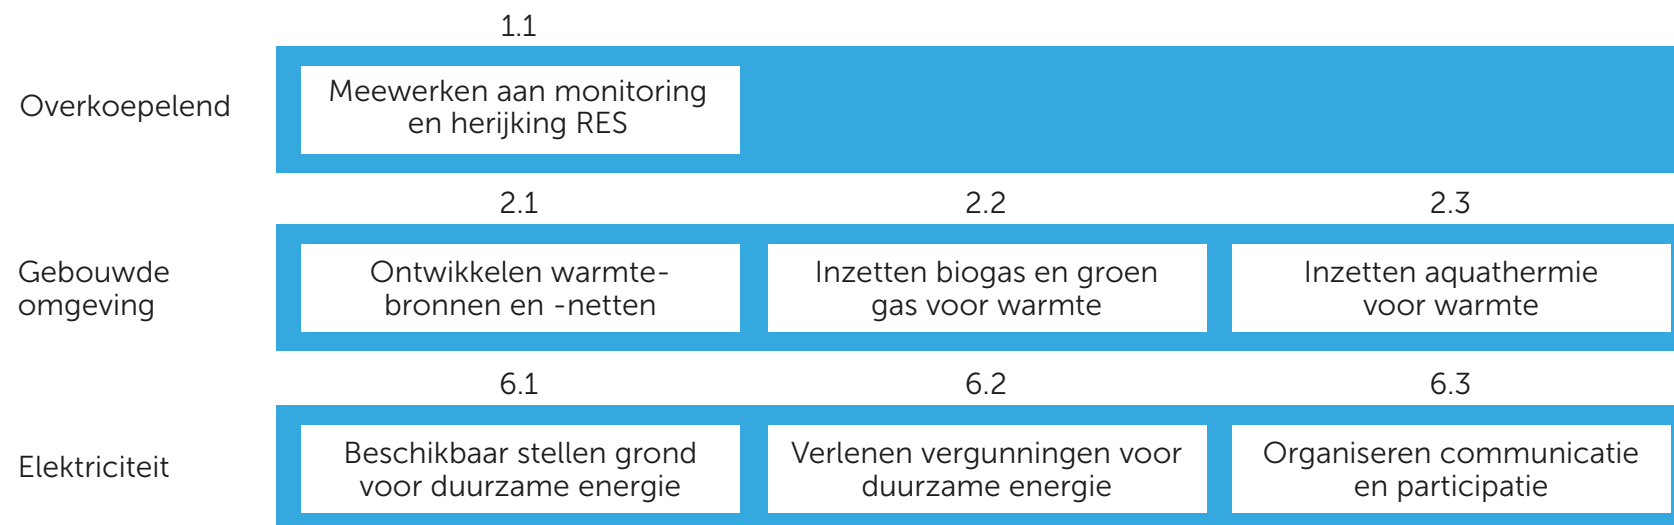 1.1
Overkoepelend
Meewerken aan monitoring
en herijking RES
2.1
2.2
2.3
Gebouwde
omgeving
Ontwikkelen warmte-
bronnen en -netten
Inzetten biogas en groen
gas voor warmte
Inzetten aquathermie
voor warmte
6.1
6.2
6.3
Elektriciteit
Beschikbaar stellen grond
voor duurzame energie
Verlenen vergunningen voor
duurzame energie
Organiseren communicatie
en participatie